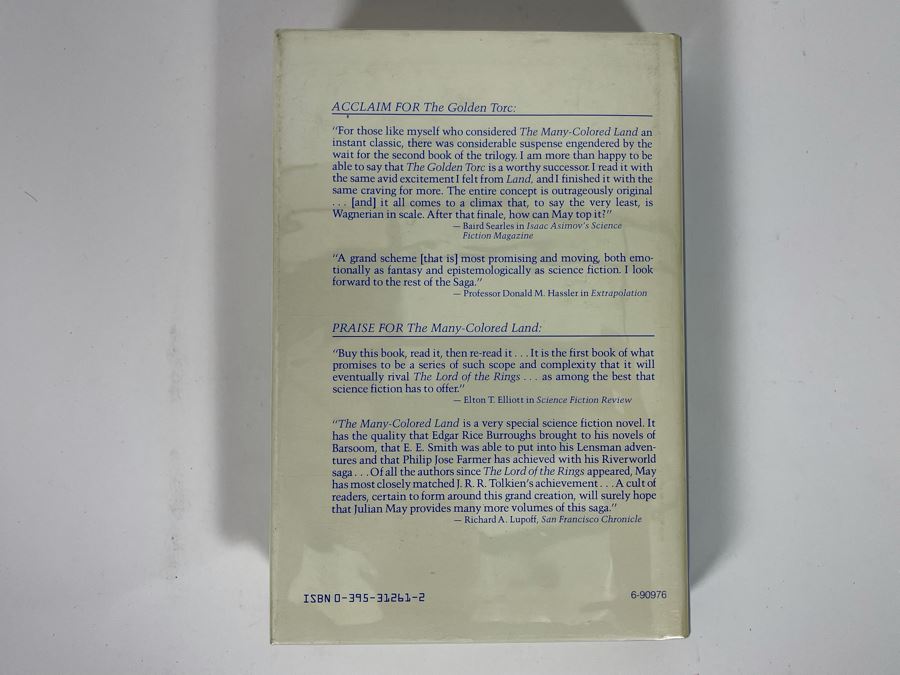 ACCLAIM FOR The Golden Torc:
"For those like myself who considered The Many-Colored Land an
instant classic, there was considerable suspense engendered by the
wait for the second book of the trilogy. I am more than happy to be
able to say that The Golden Torc is a worthy successor. I read it with
the same avid excitement I felt from Land, and I finished it with the
same craving for more. The entire concept is outrageously original
. . . [and] it all comes to a climax that, to say the very least, is
Wagnerian in scale. After that finale, how can May top it?"
— Baird Searles in Isaac Asimov's Science
Fiction Magazine
"A grand scheme [that is] most promising and moving, both emo-
tionally as fantasy and epistemologically as science fiction. I look
forward to the rest of the Saga."
— Professor Donald M. Hassler in Extrapolation
PRAISE FOR The Many-Colored Land:
"Buy this book, read it, then re-read it . . . It is the first book of what
promises to be a series of such scope and complexity that it will
eventually rival The Lord of the Rings . . . as among the best that
science fiction has to offer."
— Elton T. Elliott in Science Fiction Review
"The Many-Colored Land is a very special science fiction novel. It
has the quality that Edgar Rice Burroughs brought to his novels of
Barsoom, that E. E. Smith was able to put into his Lensman adven-
tures and that Philip Jose Farmer has achieved with his Riverworld
saga . . . Of all the authors since The Lord of the Rings appeared, May
has most closely matched J. R. R. Tolkien's achievement . . . A cult of
readers, certain to form around this grand creation, will surely hope
that Julian May provides many more volumes of this saga."
— Richard A. Lupoff, San Francisco Chronicle
ISBN 0-395-31261-2
6-90976